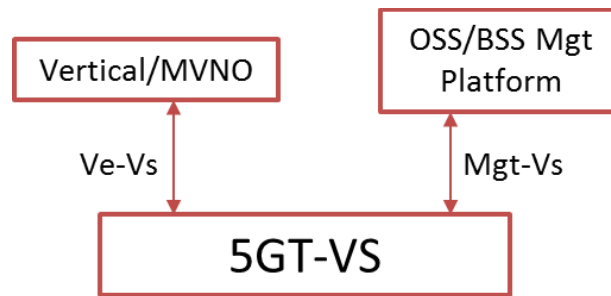 Vertical/MVNO
OSS/BSS Mgt
Platform
Ve-Vs
Mgt-Vs
5GT-VS